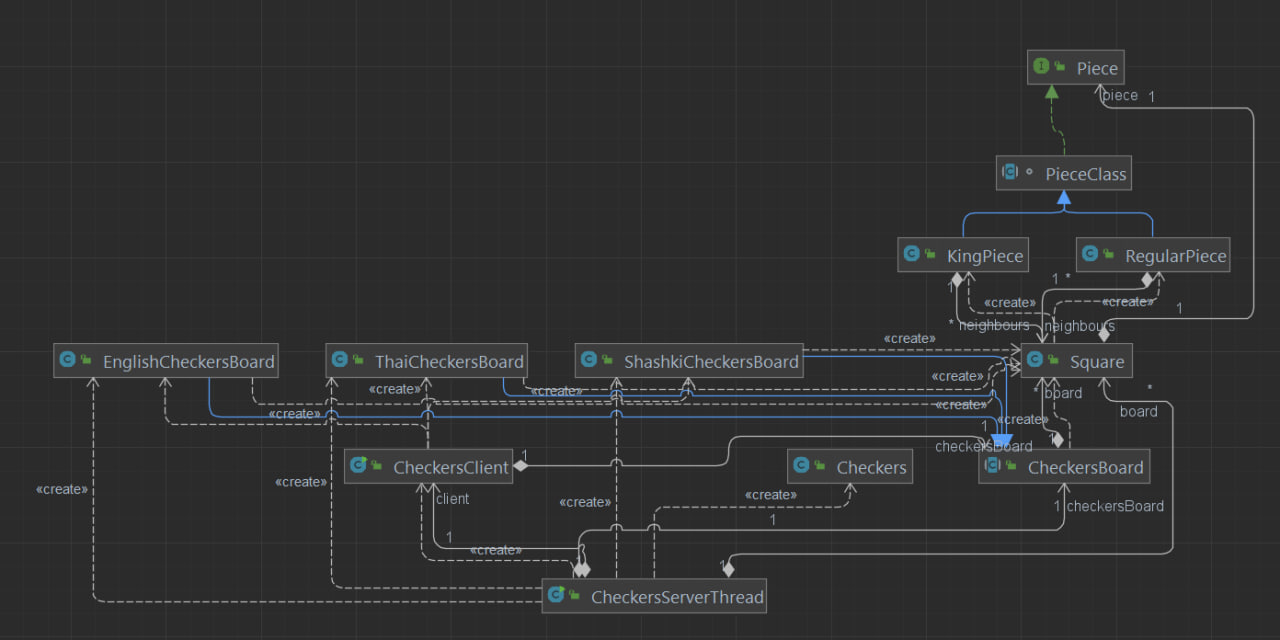 Piece
piece 1
PieceClass
KingPiece
RegularPiece
1
1 *
«create»
«create»
1
* neighbours
neighbours
«create»
EnglishCheckersBoard
ThaiCheckersBoard
ShashkiCheckersBoard
Square
«create»
«create»
«create»
* board
*
«create»
board
«create»
«create»
1
checkersBoard
1
CheckersClient
Checkers
CheckersBoard
«create»
«create»
client
«create»
«create»
1 checkersBoard
1
1
«create»
1
CheckersServerThread